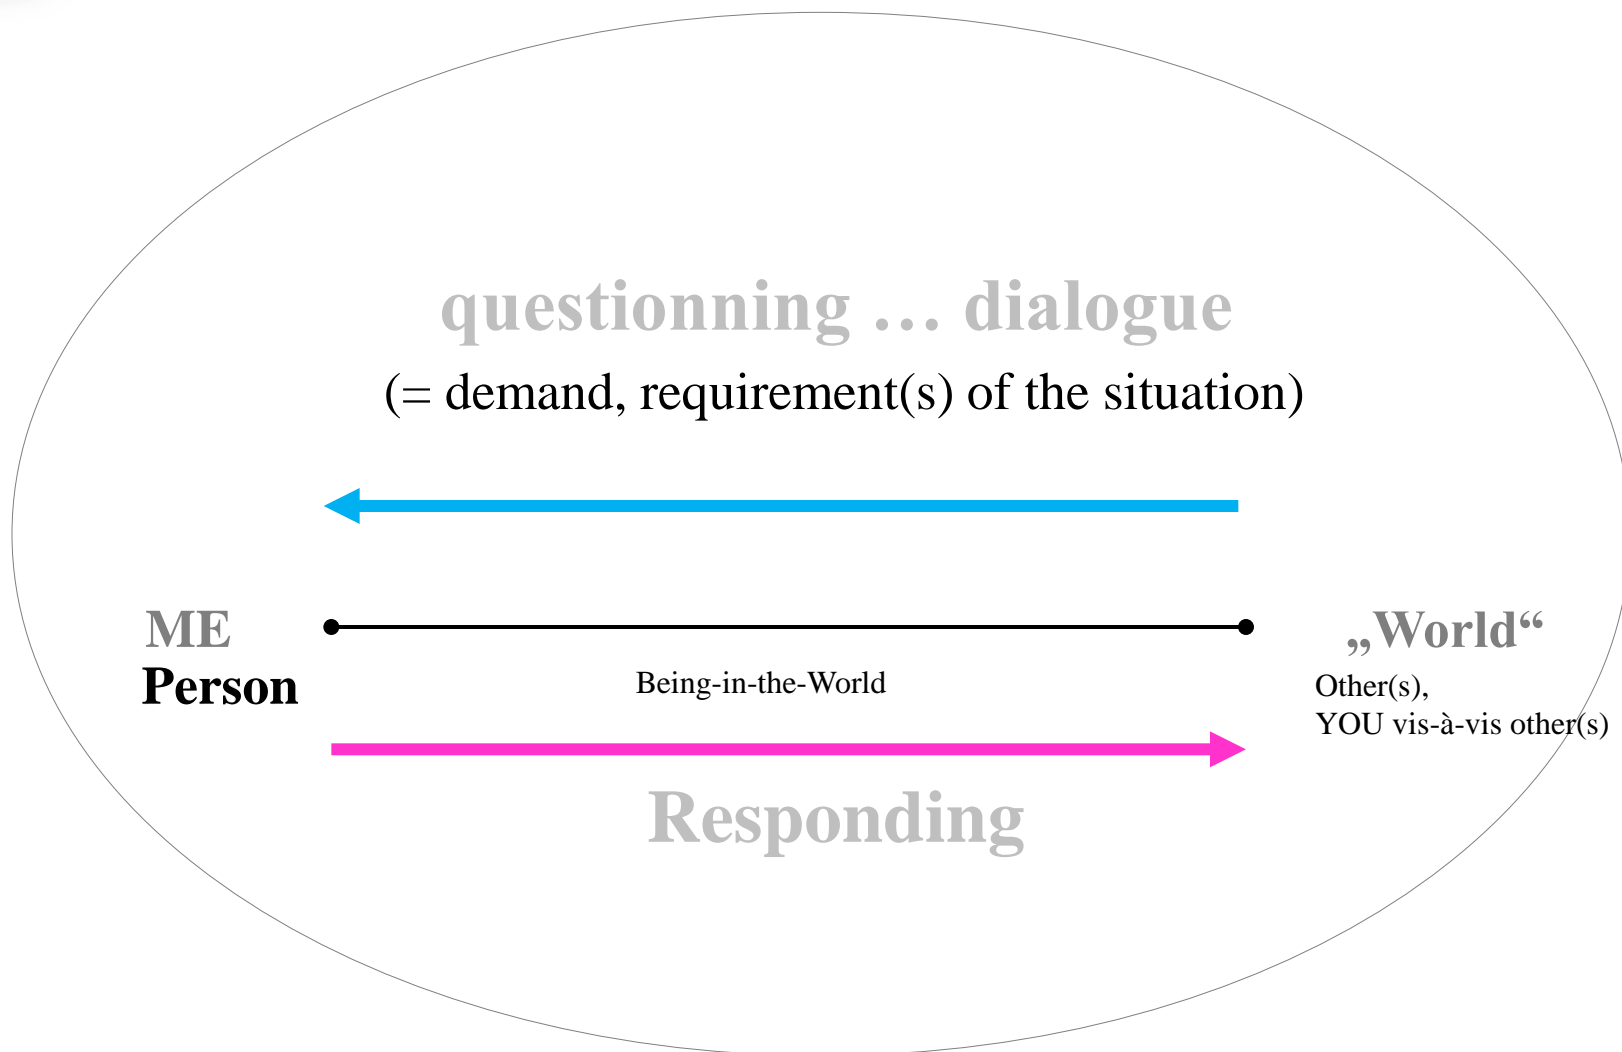 questionning … dialogue
(= demand, requirement(s) of the situation)
ME
Person
Being-in-the-World
„World“
Other(s),
YOU vis-à-vis other(s)
Responding